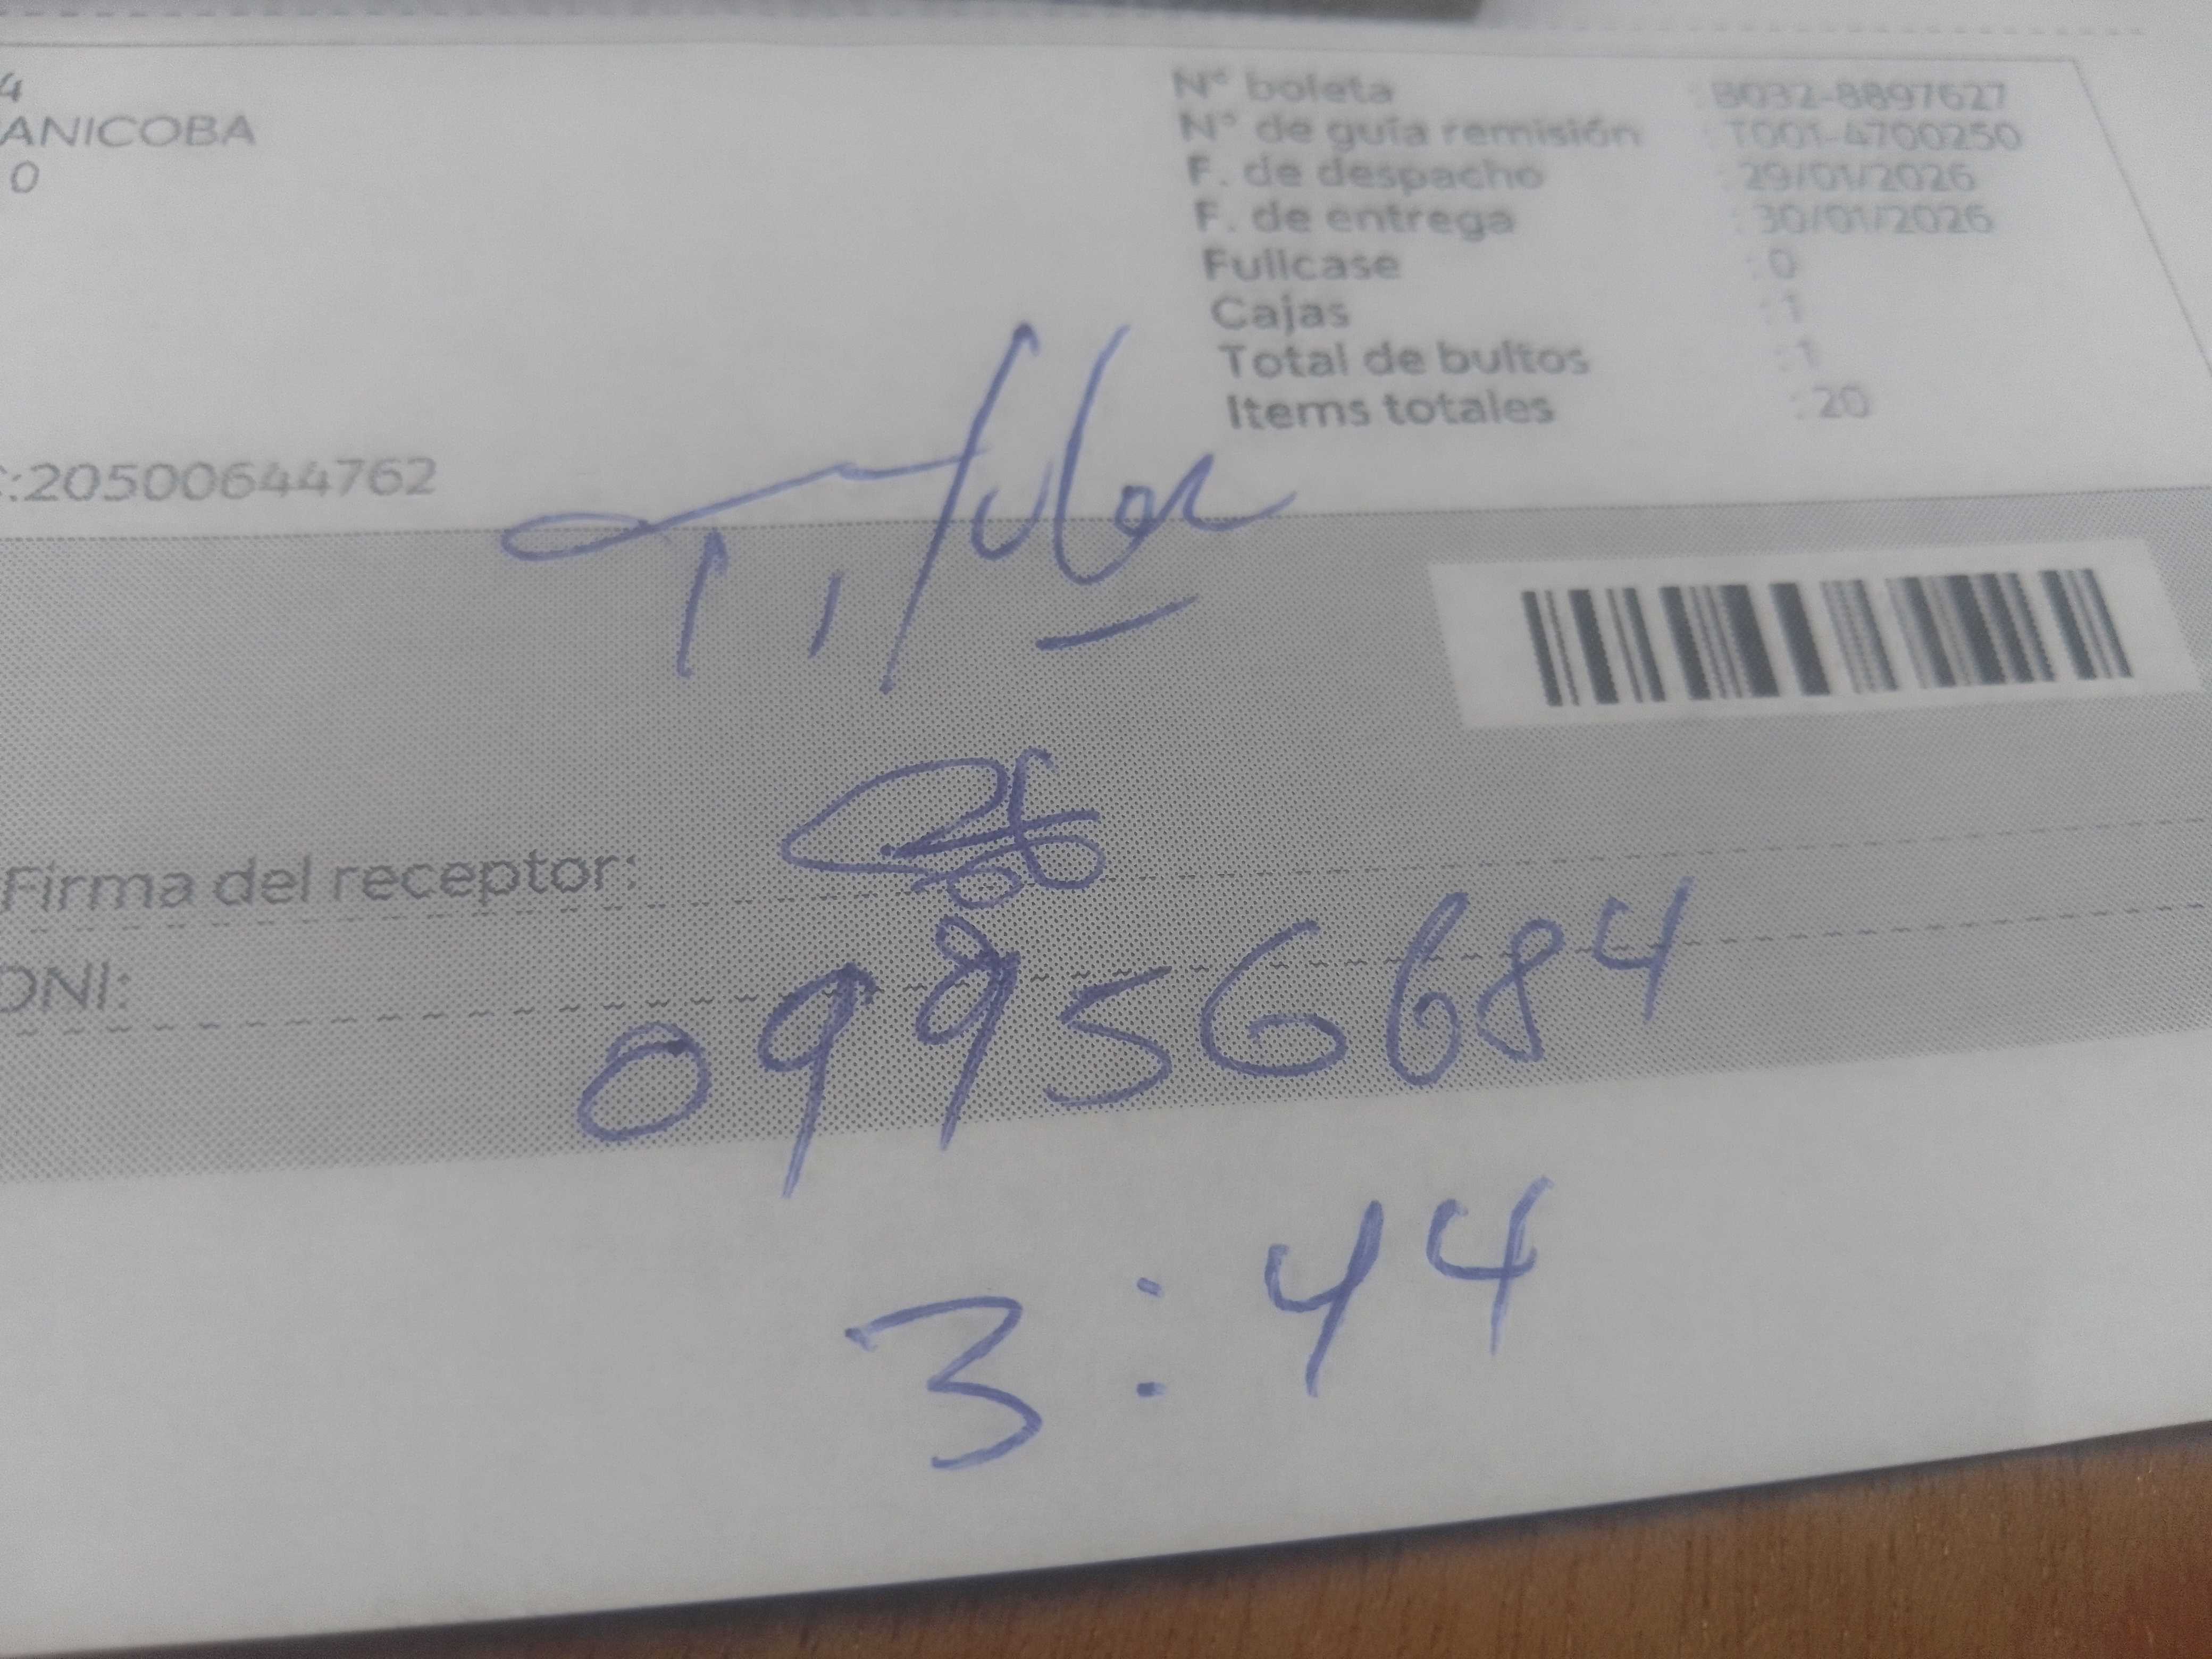 4
ANICOBA
0
N° boleta : B032-8897627
N° de guía remisión : T001-4700250
F. de despacho : 29/01/2026
F. de entrega : 30/01/2026
Fullcase : 0
Cajas : 1
Total de bultos : 1
Items totales : 20
:20500644762
Titular
Firma del receptor:
DNI: 09956684
3:44